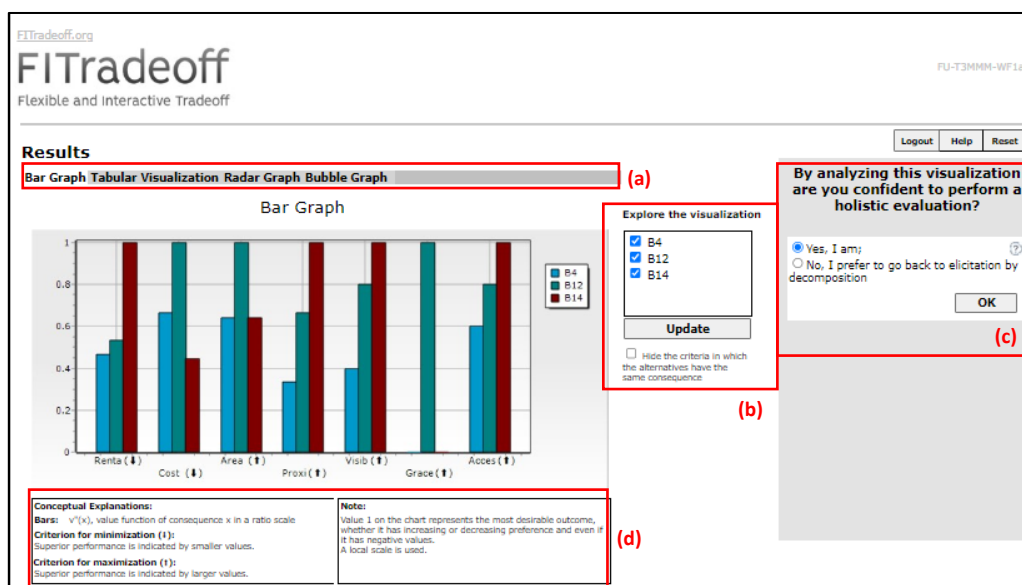 FITradeoff.org
FITradeoff
Flexible and Interactive Tradeoff
FU-T3MMM-WF1a
Logout Help Reset
Results
Bar Graph Tabular Visualization Radar Graph Bubble Graph
(a)
Bar Graph
1
0.8
0.6
0.4
0.2
0
Renta(⬇) Cost (⬇) Area (⬆) Proxi(⬆) Visib(⬆) Grace(⬆) Acces(⬆)
B4
B12
B14
Explore the visualization
B4
B12
B14
Update
Hide the criteria in which
the alternatives have the
same consequence
(b)
By analyzing this visualization
are you confident to perform a
holistic evaluation?
Yes, I am;
?
No, I prefer to go back to elicitation by
decomposition
OK
(c)
Conceptual Explanations:
Bars: v"(x), value function of consequence x in a ratio scale
Criterion for minimization (⬇):
Superior performance is indicated by smaller values.
Criterion for maximization (↑):
Superior performance is indicated by larger values.
Note:
Value 1 on the chart represents the most desirable outcome,
whether it has increasing or decreasing preference and even if
it has negative values.
A local scale is used.
(d)